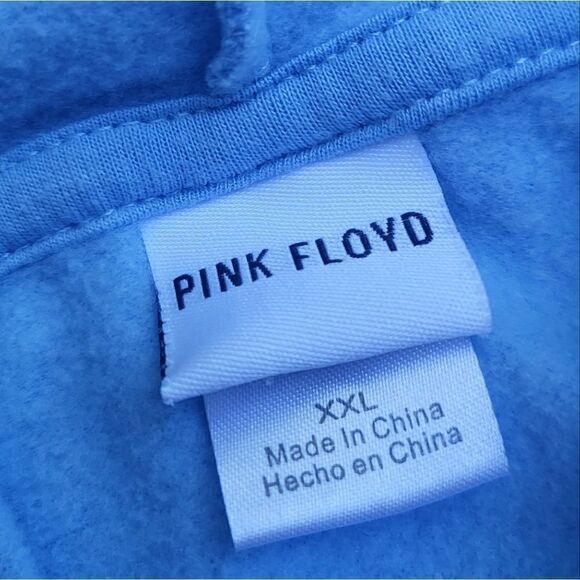 PINK FLOYD
XXL
Made In China
Hecho en China